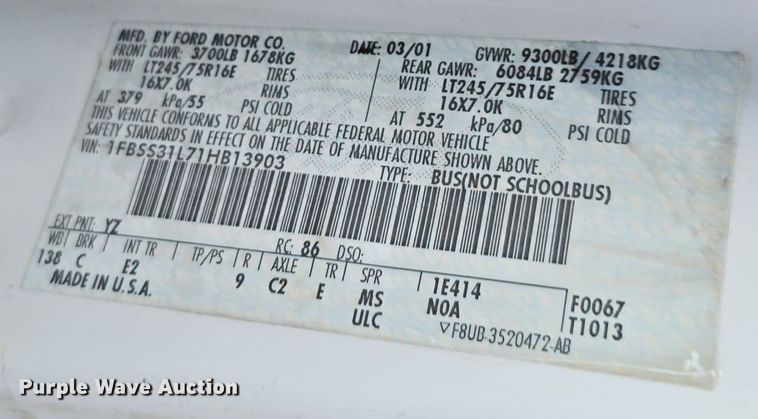 MFD. BY FORD MOTOR CO. DATE: 03/01 GVWR: 9300LB/ 4218KG
FRONT GAWR: 3700LB 1678KG REAR GAWR: 6084LB 2759KG
WITH LT245/75R16E TIRES WITH LT245/75R16E TIRES
16X7.0K RIMS 16X7.0K RIMS
AT 379 kPa/55 PSI COLD AT 552 kPa/80 PSI COLD
THIS VEHICLE CONFORMS TO ALL APPLICABLE FEDERAL MOTOR VEHICLE
SAFETY STANDARDS IN EFFECT ON THE DATE OF MANUFACTURE SHOWN ABOVE.
VIN: 1FBSS31L71HB13903
TYPE: BUS(NOT SCHOOLBUS)
EXT PNT: YZ RC: 86 DSO:
WB BRK INT TR TP/PS R AXLE TR SPR 1E414 F0067
138 C E2 9 C2 E MS N0A T1013
MADE IN U.S.A. ULC ▽F8UB-3520472-AB
Purple Wave Auction